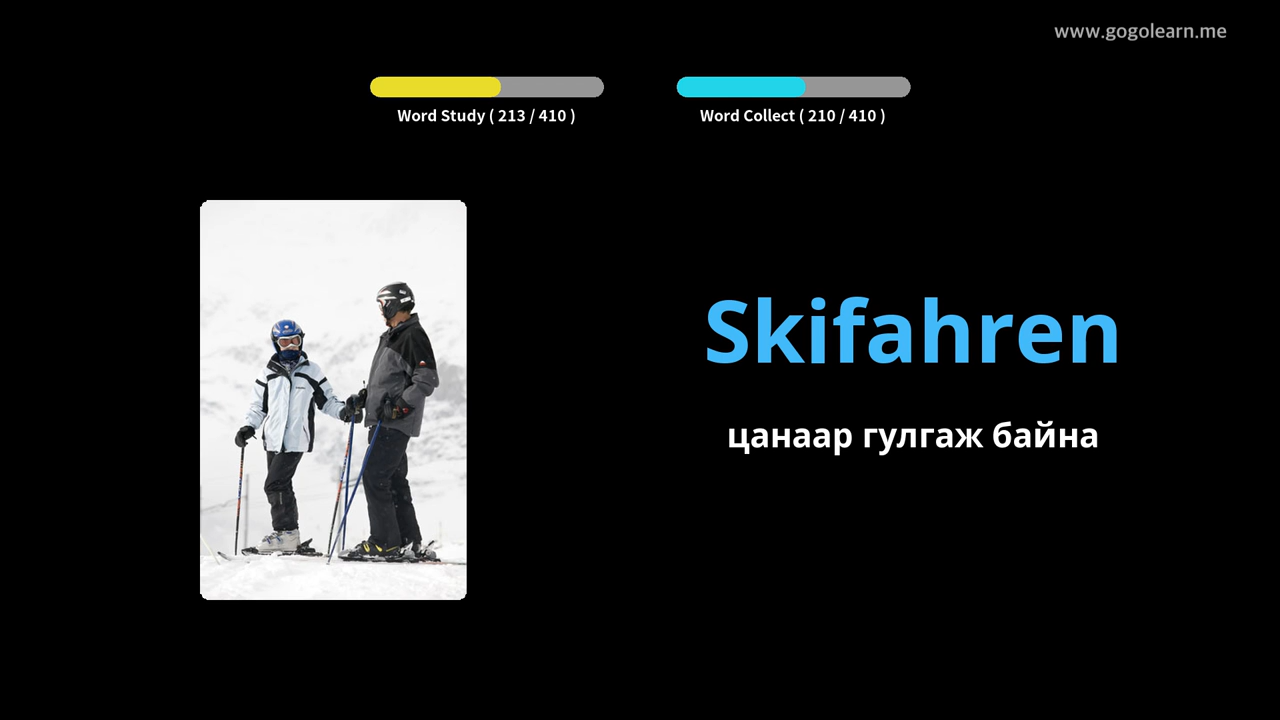 www.gogolearn.me
Word Study ( 213 / 410 )
Word Collect ( 210 / 410 )
Skifahren
цанаар гулгаж байна